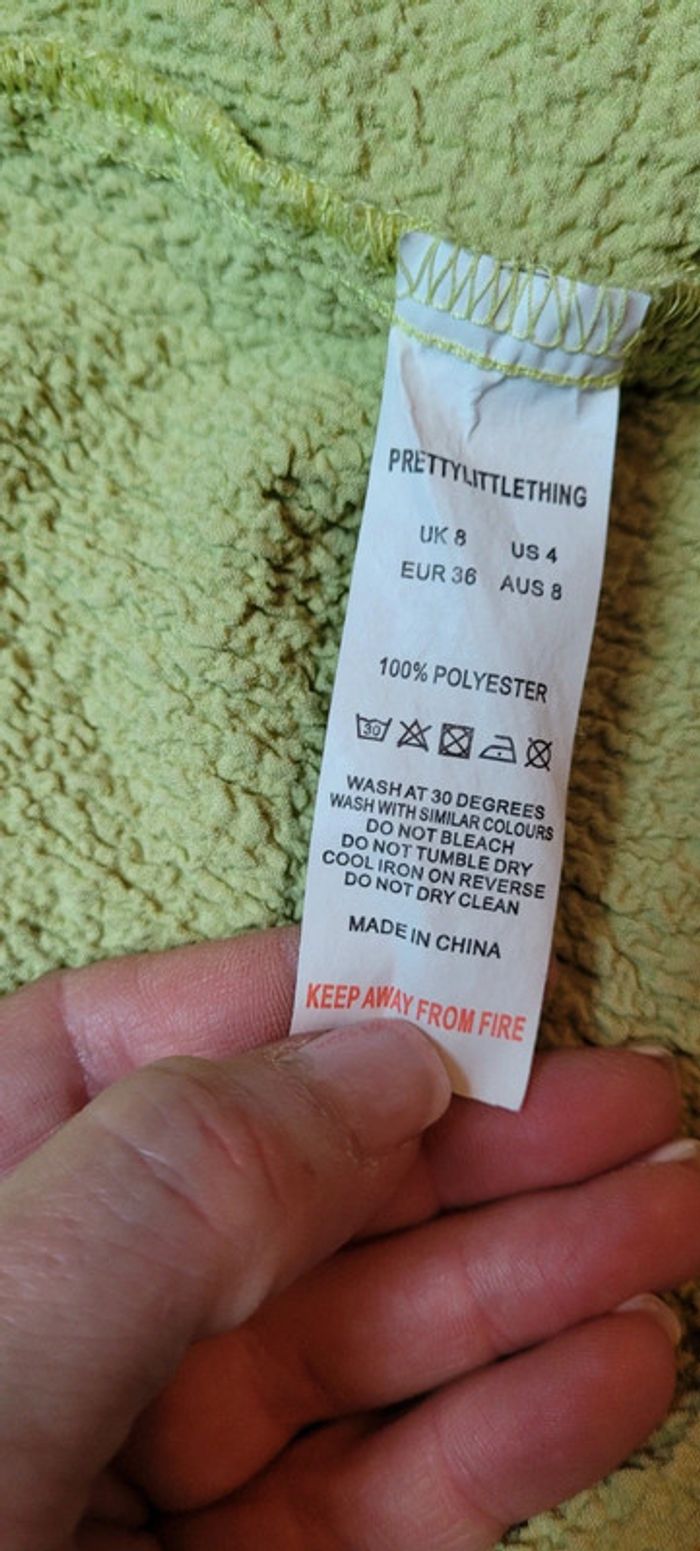 PRETTYLITTLETHING
UK 8 US 4
EUR 36 AUS 8
100% POLYESTER
30
WASH AT 30 DEGREES
WASH WITH SIMILAR COLOURS
DO NOT BLEACH
DO NOT TUMBLE DRY
COOL IRON ON REVERSE
DO NOT DRY CLEAN
MADE IN CHINA
KEEP AWAY FROM FIRE